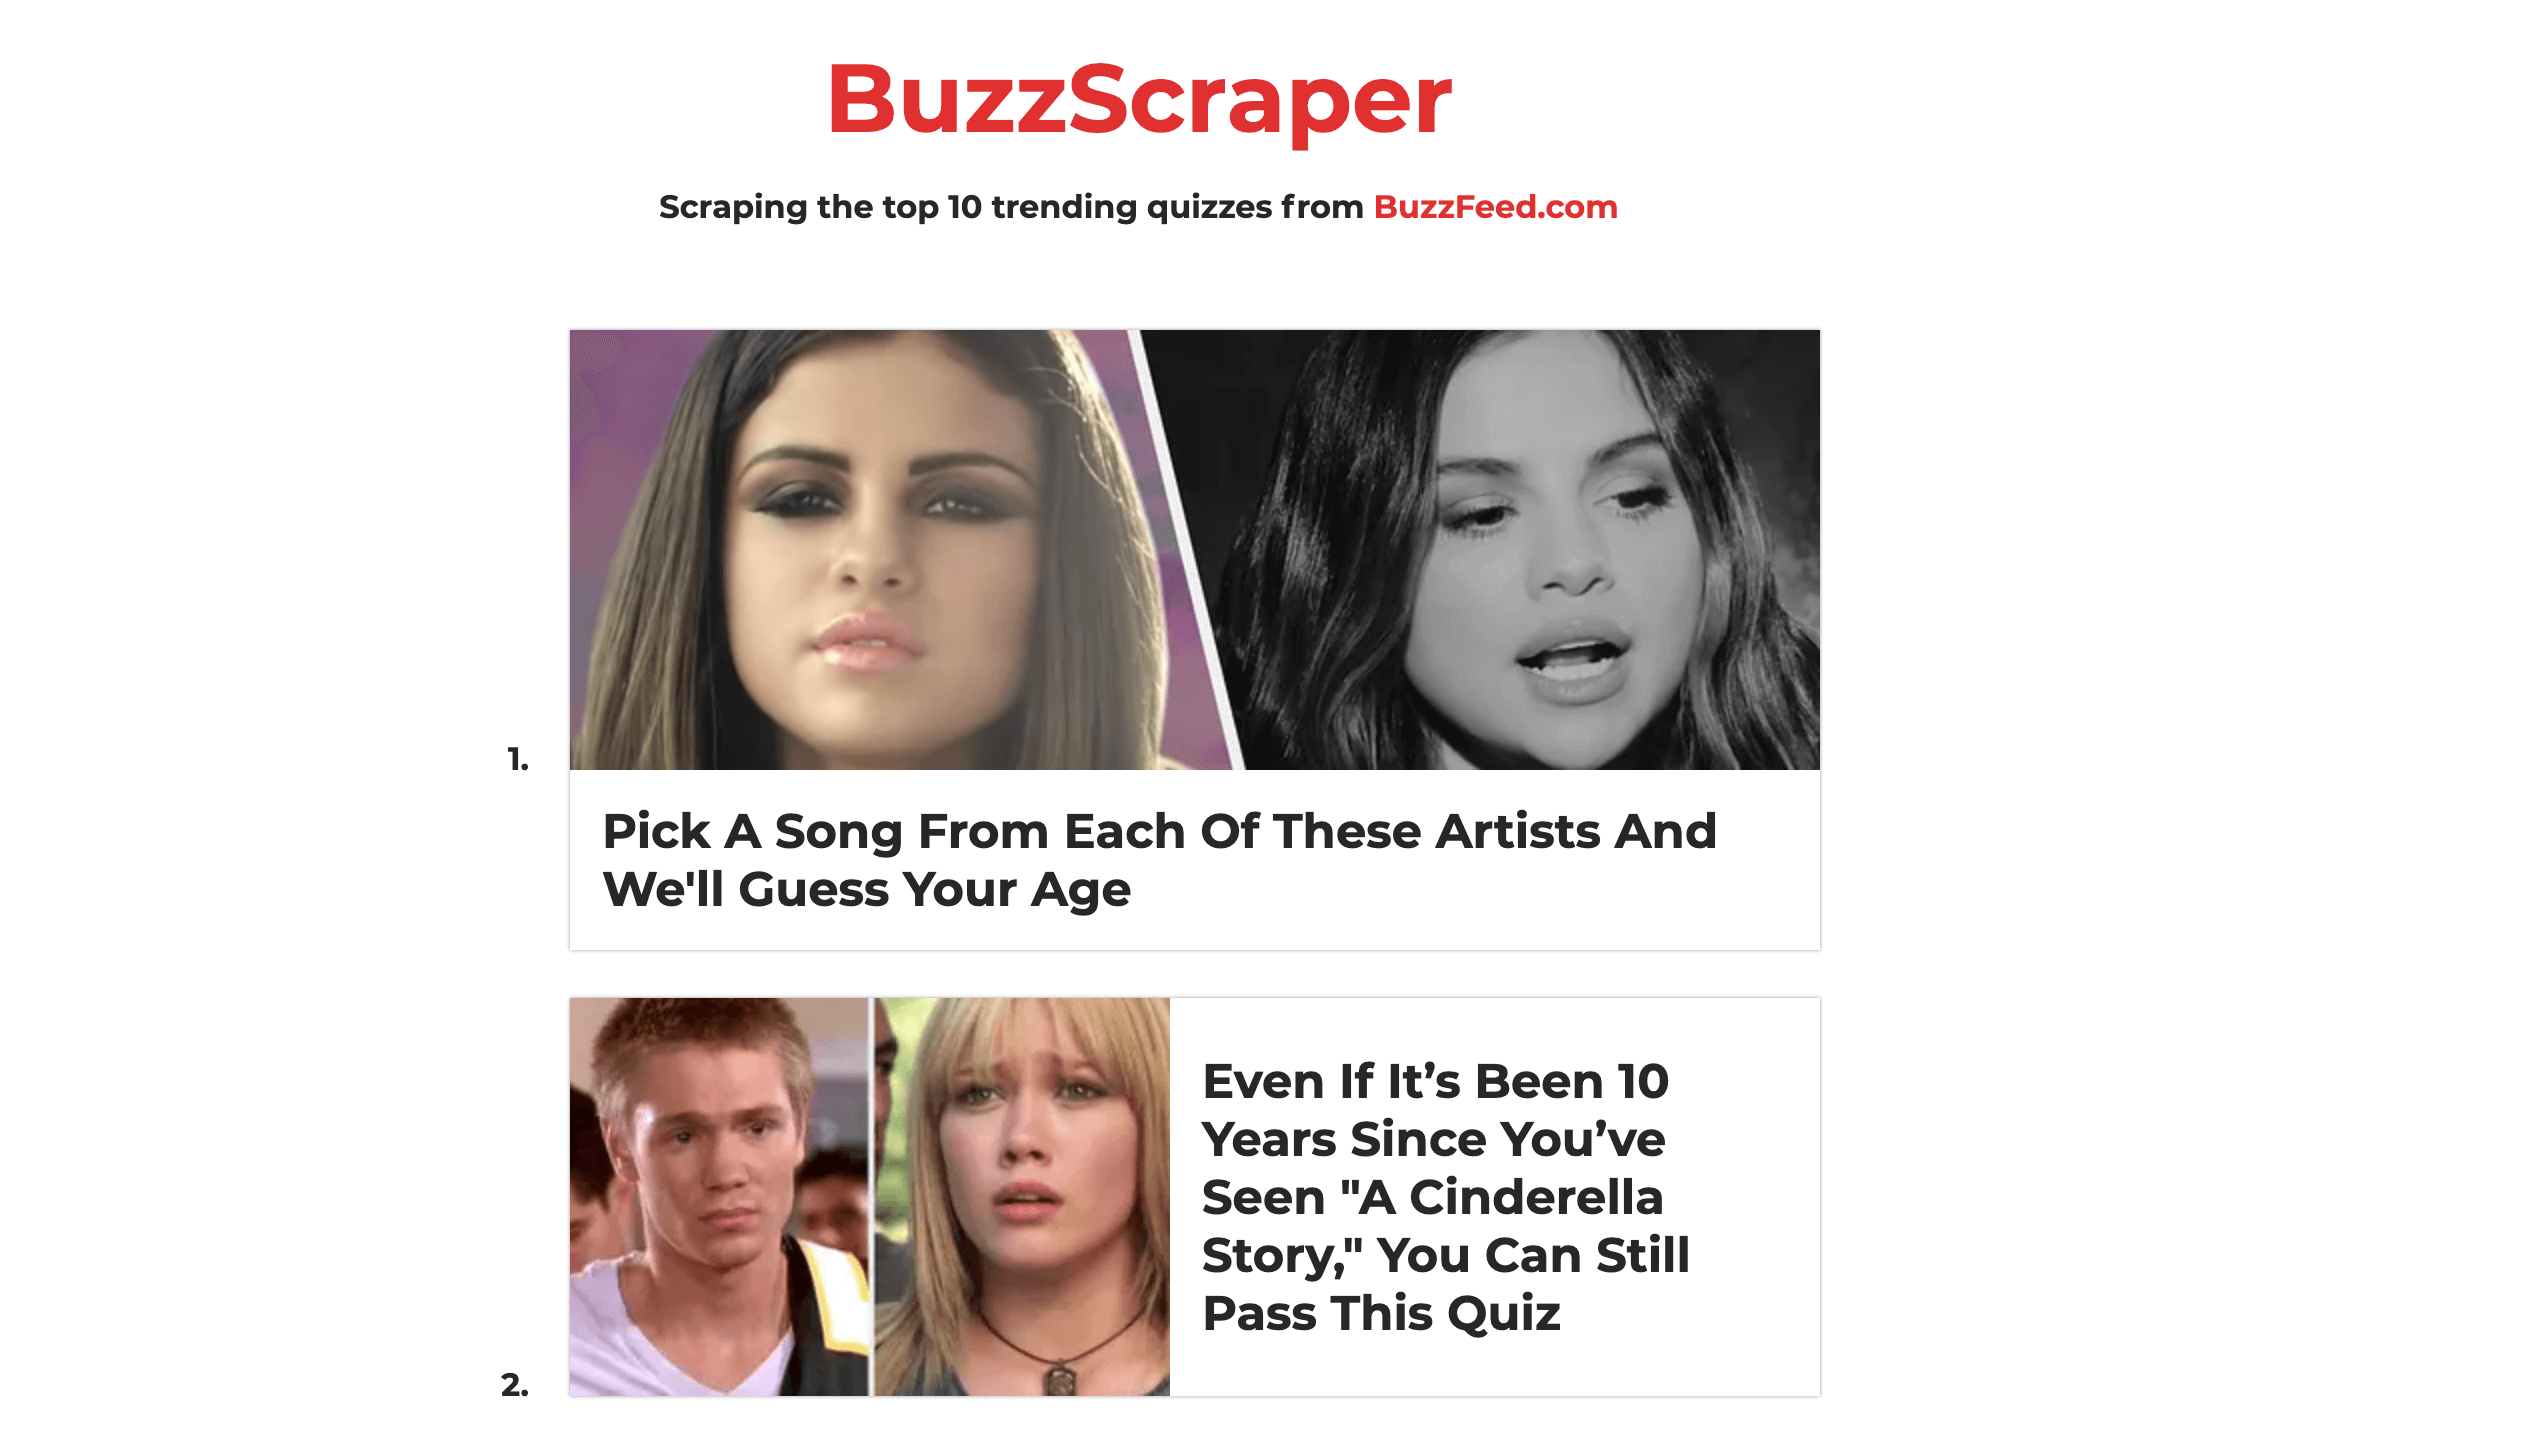 BuzzScraper
Scraping the top 10 trending quizzes from BuzzFeed.com
1.
Pick A Song From Each Of These Artists And
We'll Guess Your Age
2.
Even If It’s Been 10
Years Since You’ve
Seen "A Cinderella
Story," You Can Still
Pass This Quiz